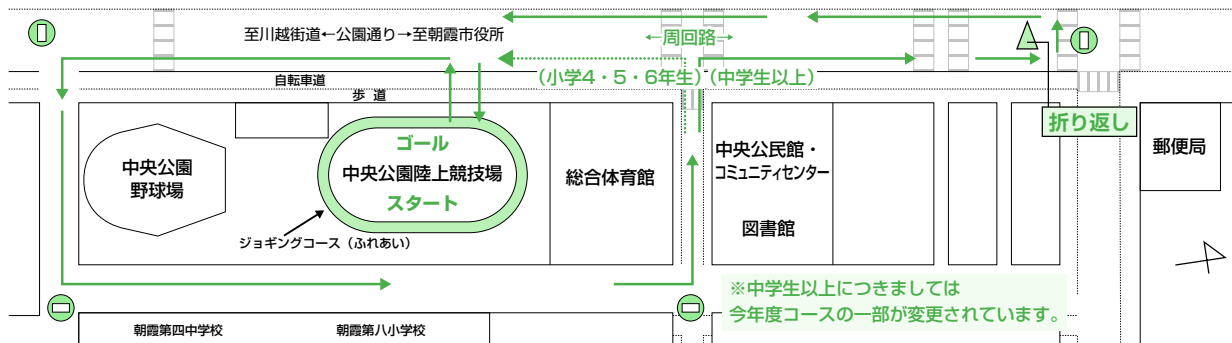 至川越街道←公園通り→至朝霞市役所
←周回路→
（小学4・5・6年生）（中学生以上）
自転車道
歩 道
折り返し
ゴール
中央公園陸上競技場
スタート
中央公園
野球場
総合体育館
中央公民館・
コミュニティセンター
図書館
郵便局
ジョギングコース（ふれあい）
※中学生以上につきましては
今年度コースの一部が変更されています。
朝霞第四中学校
朝霞第八小学校